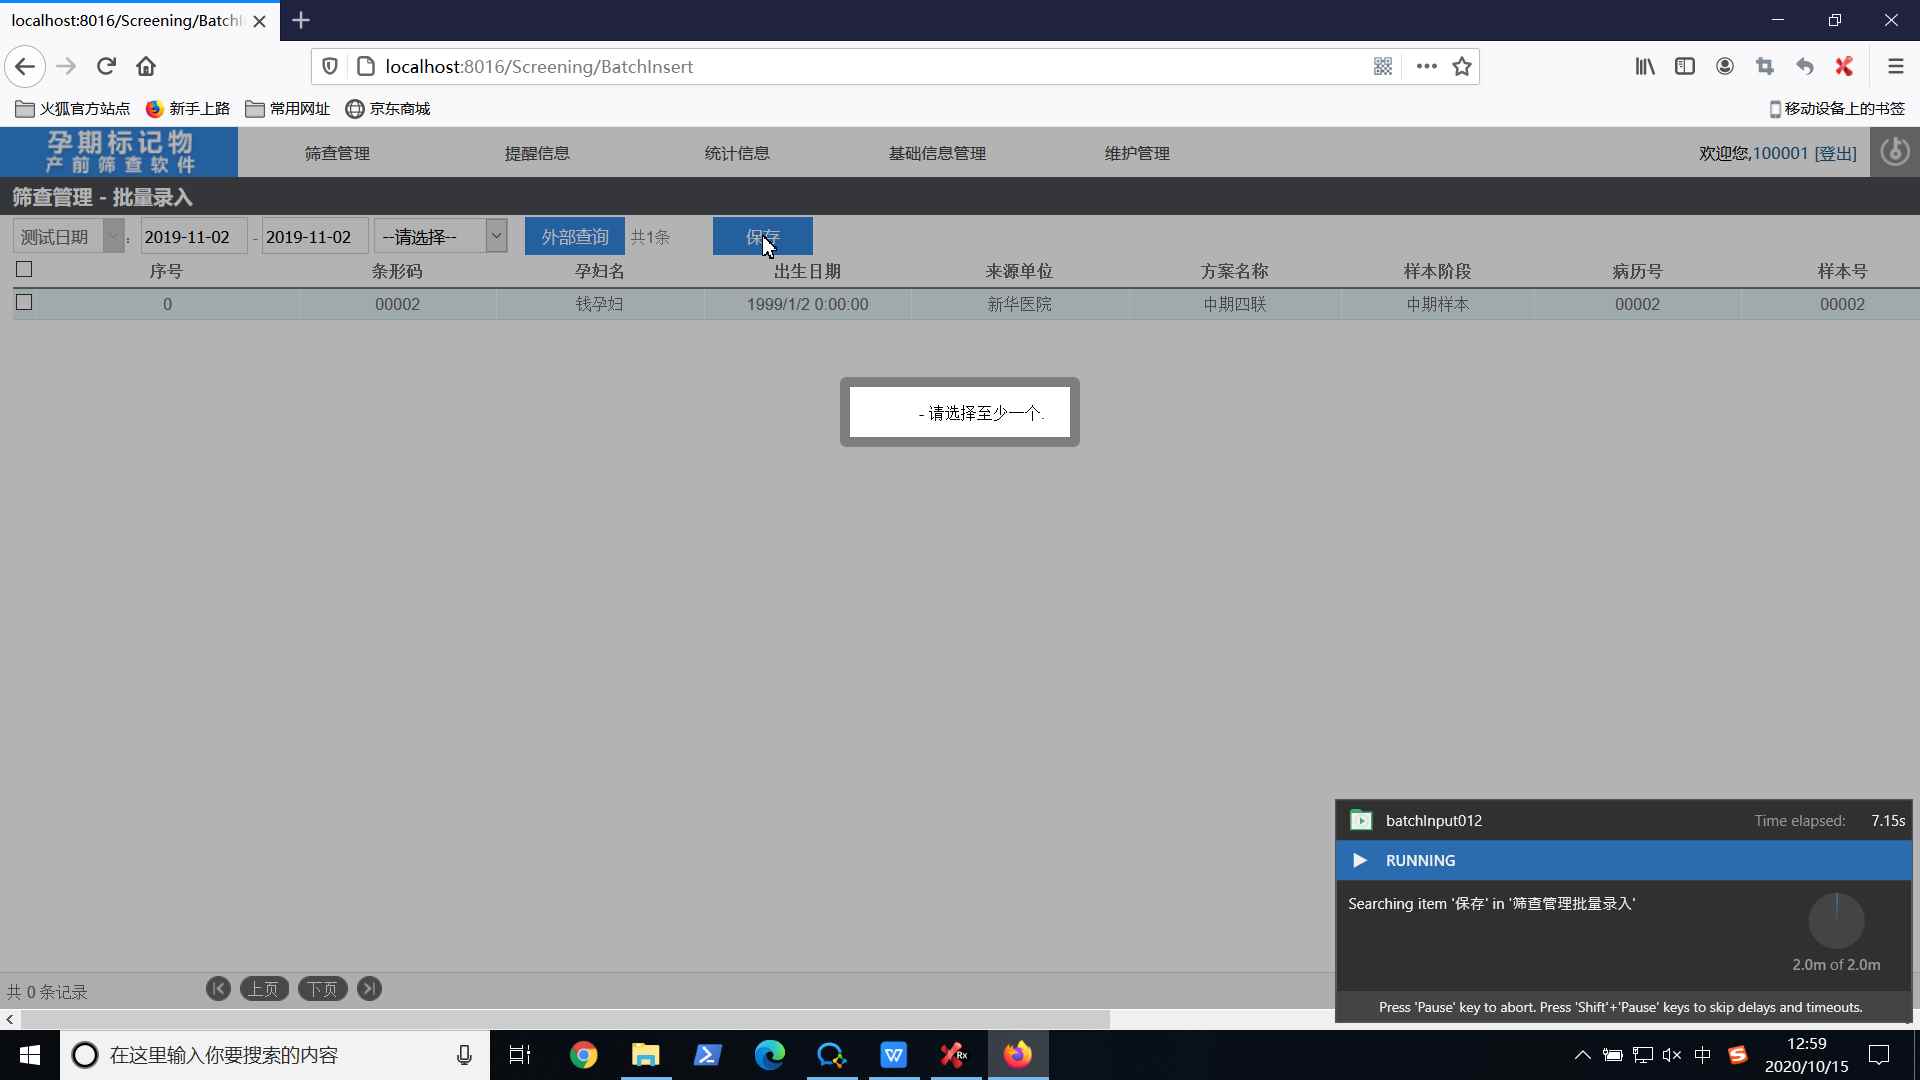 localhost:8016/Screening/BatchI
localhost:8016/Screening/BatchInsert
火狐官方站点 新手上路 常用网址 京东商城 移动设备上的书签
孕期标记物
产前筛查软件
筛查管理 提醒信息 统计信息 基础信息管理 维护管理 欢迎您,100001 [登出]
筛查管理 - 批量录入
测试日期 : 2019-11-02 - 2019-11-02 --请选择-- 外部查询 共1条 保存
序号 条形码 孕妇名 出生日期 来源单位 方案名称 样本阶段 病历号 样本号
0 00002 钱孕妇 1999/1/2 0:00:00 新华医院 中期四联 中期样本 00002 00002
- 请选择至少一个.
batchInput012 Time elapsed: 7.15s
RUNNING
Searching item '保存' in '筛查管理批量录入'
2.0m of 2.0m
Press 'Pause' key to abort. Press 'Shift'+'Pause' keys to skip delays and timeouts.
共 0 条记录 上页 下页
在这里输入你要搜索的内容
中
12:59
2020/10/15